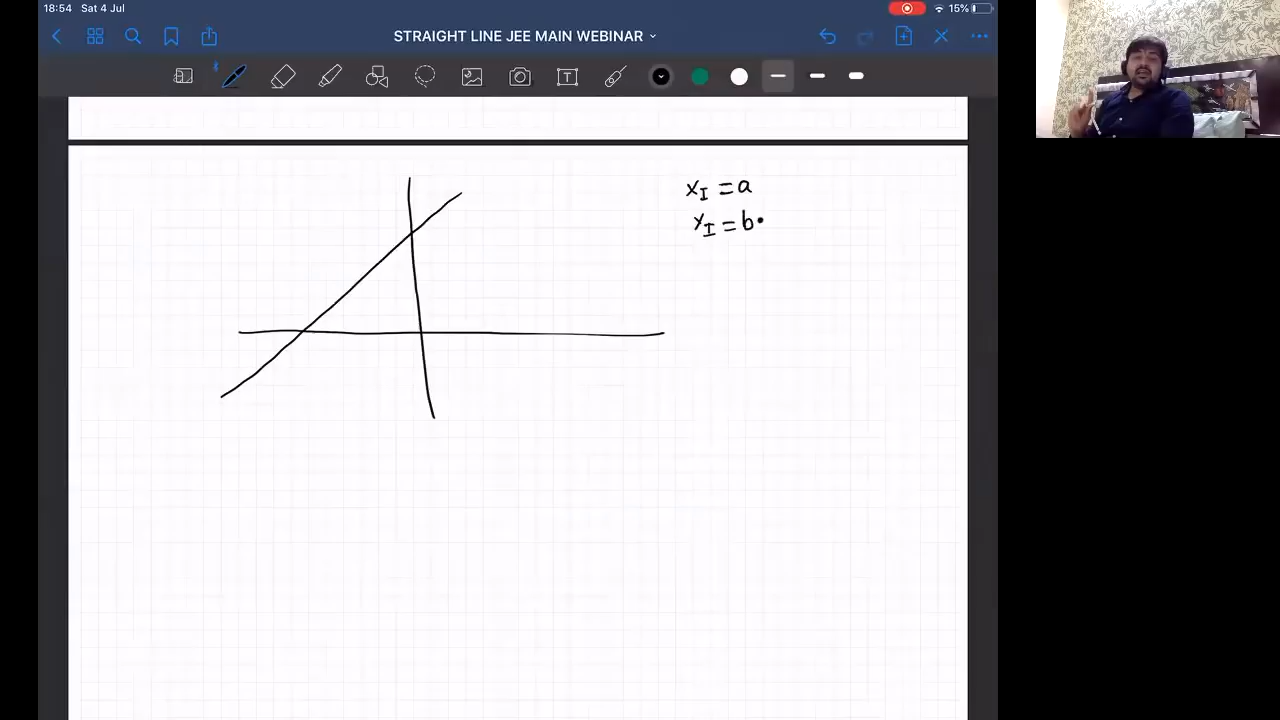 18:54 Sat 4 Jul
15%
STRAIGHT LINE JEE MAIN WEBINAR
T
x_I = a
y_I = b